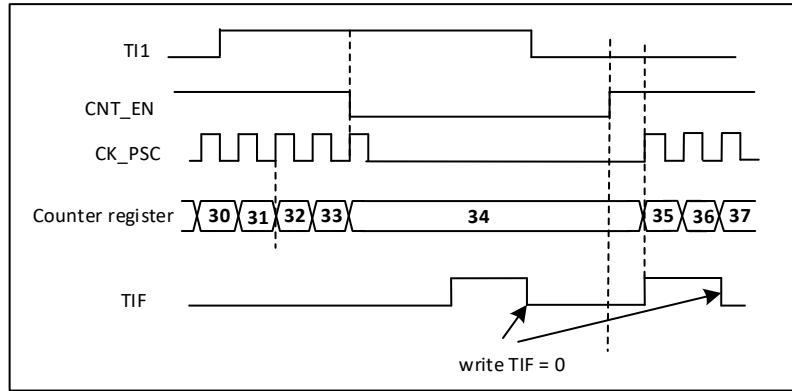 TI1
CNT_EN
CK_PSC
Counter register 30 31 32 33 34 35 36 37
TIF
write TIF = 0